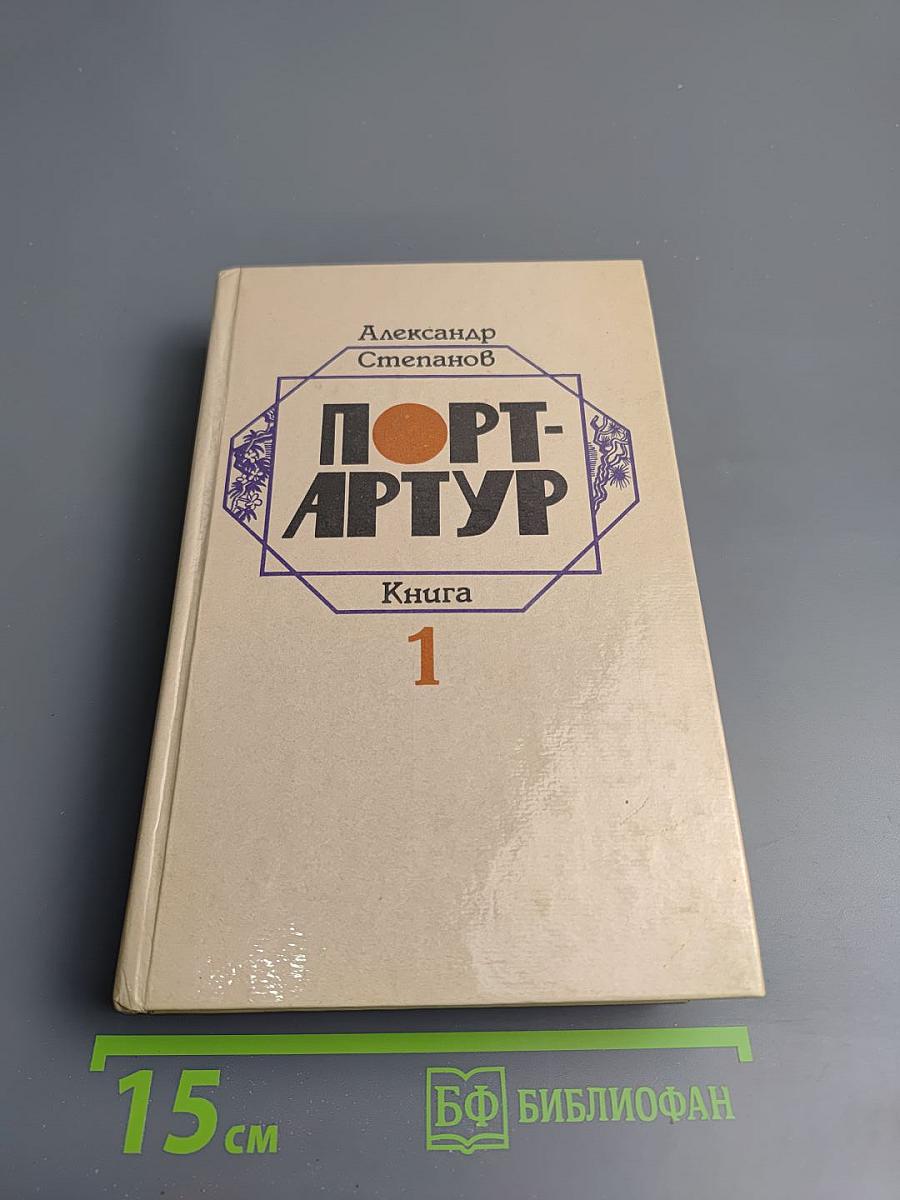 Александр
Степанов
ПОРТ-
АРТУР
Книга
1
15 см
БФ БИБЛИОФАН